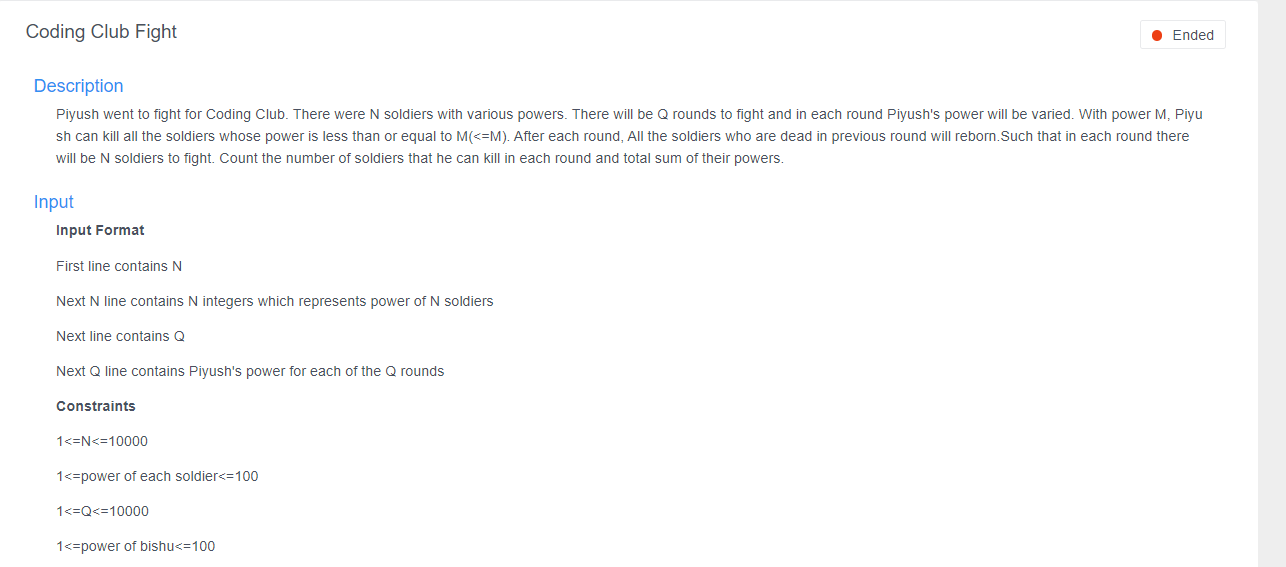 Coding Club Fight
Ended
Description
Piyush went to fight for Coding Club. There were N soldiers with various powers. There will be Q rounds to fight and in each round Piyush's power will be varied. With power M, Piyu
sh can kill all the soldiers whose power is less than or equal to M(<=M). After each round, All the soldiers who are dead in previous round will reborn.Such that in each round there
will be N soldiers to fight. Count the number of soldiers that he can kill in each round and total sum of their powers.
Input
Input Format
First line contains N
Next N line contains N integers which represents power of N soldiers
Next line contains Q
Next Q line contains Piyush's power for each of the Q rounds
Constraints
1<=N<=10000
1<=power of each soldier<=100
1<=Q<=10000
1<=power of bishu<=100